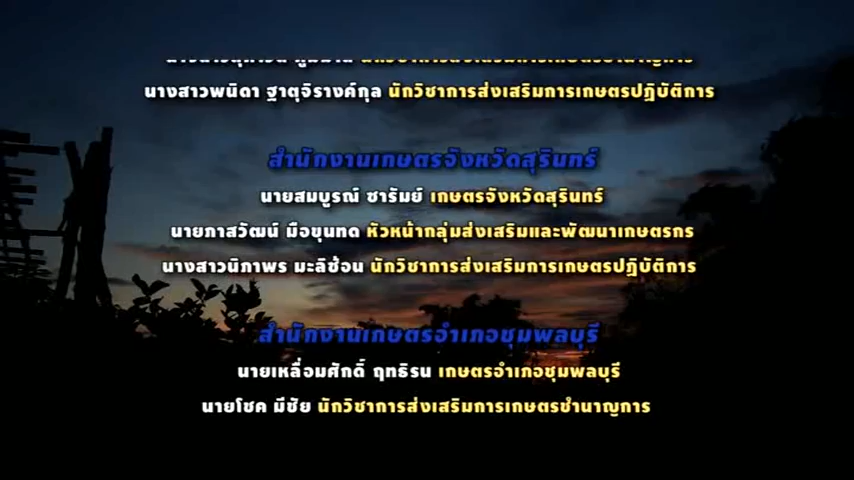 นางสาวพนิดา ฐาตุจิรางค์กุล นักวิชาการส่งเสริมการเกษตรปฏิบัติการ
สำนักงานเกษตรจังหวัดสุรินทร์
นายสมบูรณ์ ซารัมย์ เกษตรจังหวัดสุรินทร์
นายภาสวัฒน์ มือขุนทด หัวหน้ากลุ่มส่งเสริมและพัฒนาเกษตรกร
นางสาวนิภาพร มะลิซ้อน นักวิชาการส่งเสริมการเกษตรปฏิบัติการ
สำนักงานเกษตรอำเภอชุมพลบุรี
นายเหลื่อมศักดิ์ ฤทธิรน เกษตรอำเภอชุมพลบุรี
นายโชค มีชัย นักวิชาการส่งเสริมการเกษตรชำนาญการ